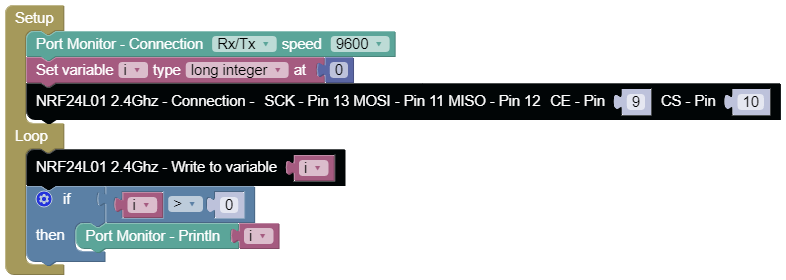 Setup
Port Monitor - Connection Rx/Tx speed 9600
Set variable i type long integer at 0
NRF24L01 2.4Ghz - Connection - SCK - Pin 13 MOSI - Pin 11 MISO - Pin 12 CE - Pin 9 CS - Pin 10
Loop
NRF24L01 2.4Ghz - Write to variable i
if i > 0
then Port Monitor - Println i